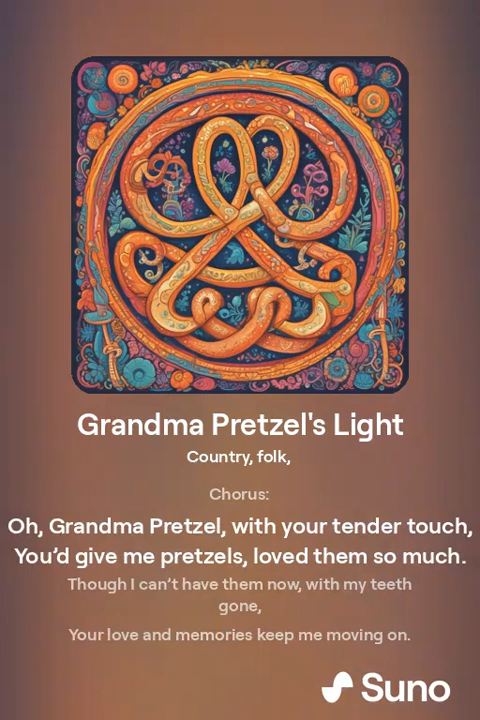 Grandma Pretzel's Light
Country, folk,
Chorus:
Oh, Grandma Pretzel, with your tender touch,
You’d give me pretzels, loved them so much.
Though I can’t have them now, with my teeth
gone,
Your love and memories keep me moving on.
Suno